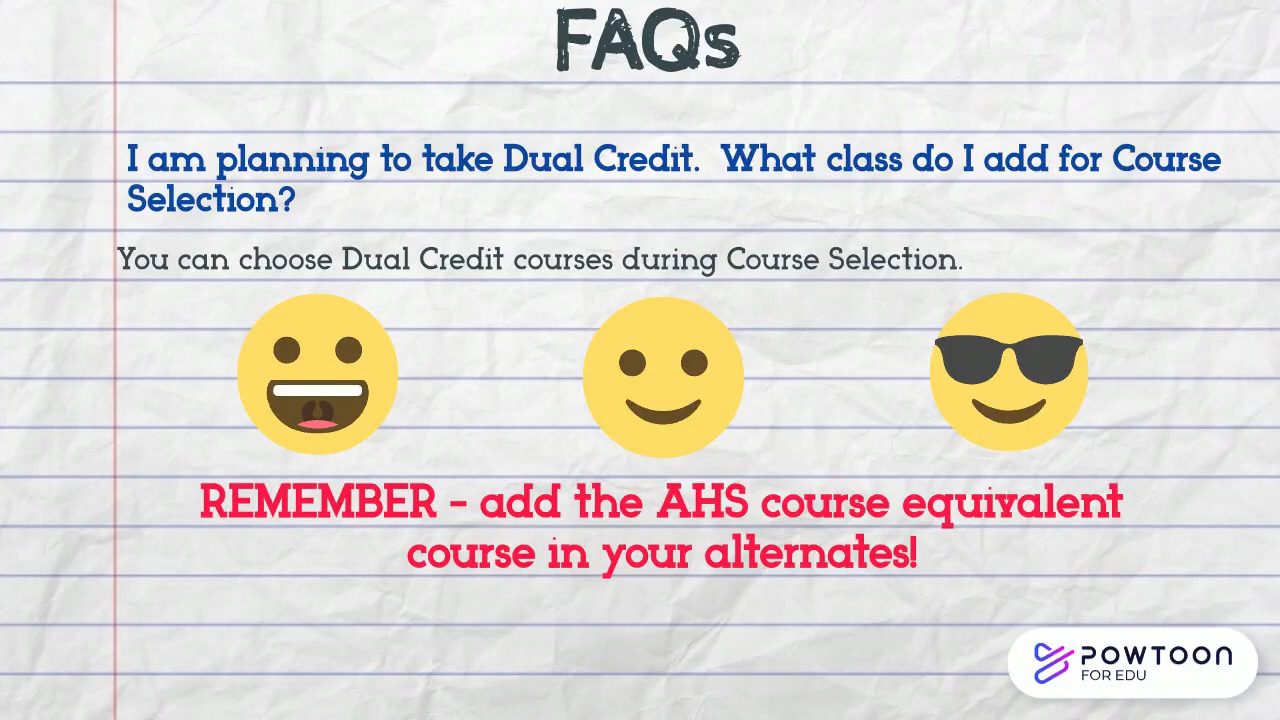 FAQs
I am planning to take Dual Credit.  What class do I add for Course
Selection?
You can choose Dual Credit courses during Course Selection.
REMEMBER - add the AHS course equivalent
course in your alternates!
POWTOON
FOR EDU